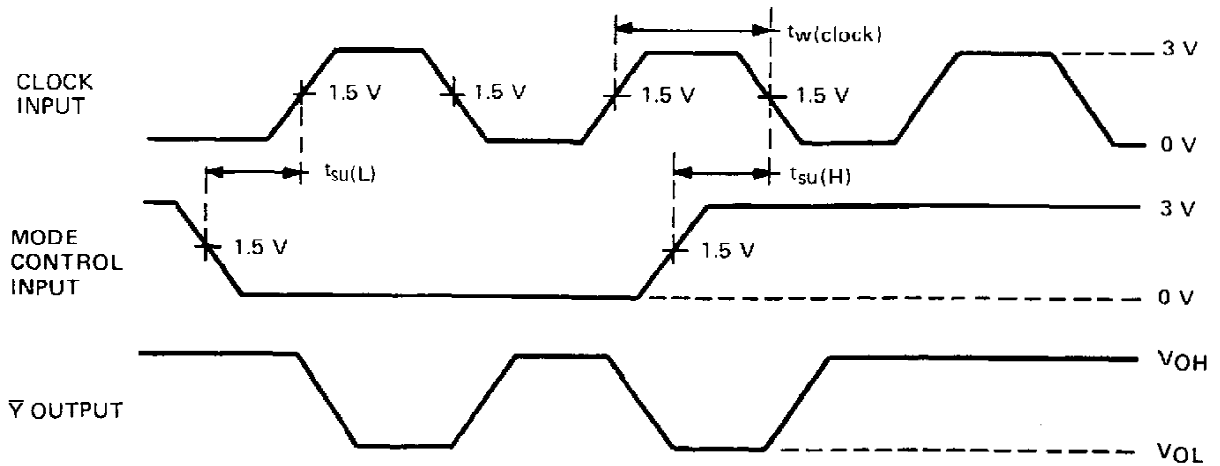 tw(clock)
3 V
CLOCK
INPUT
1.5 V
1.5 V
1.5 V
1.5 V
0 V
tsu(L)
tsu(H)
3 V
MODE
CONTROL
INPUT
1.5 V
1.5 V
0 V
VOH
Y̅ OUTPUT
VOL